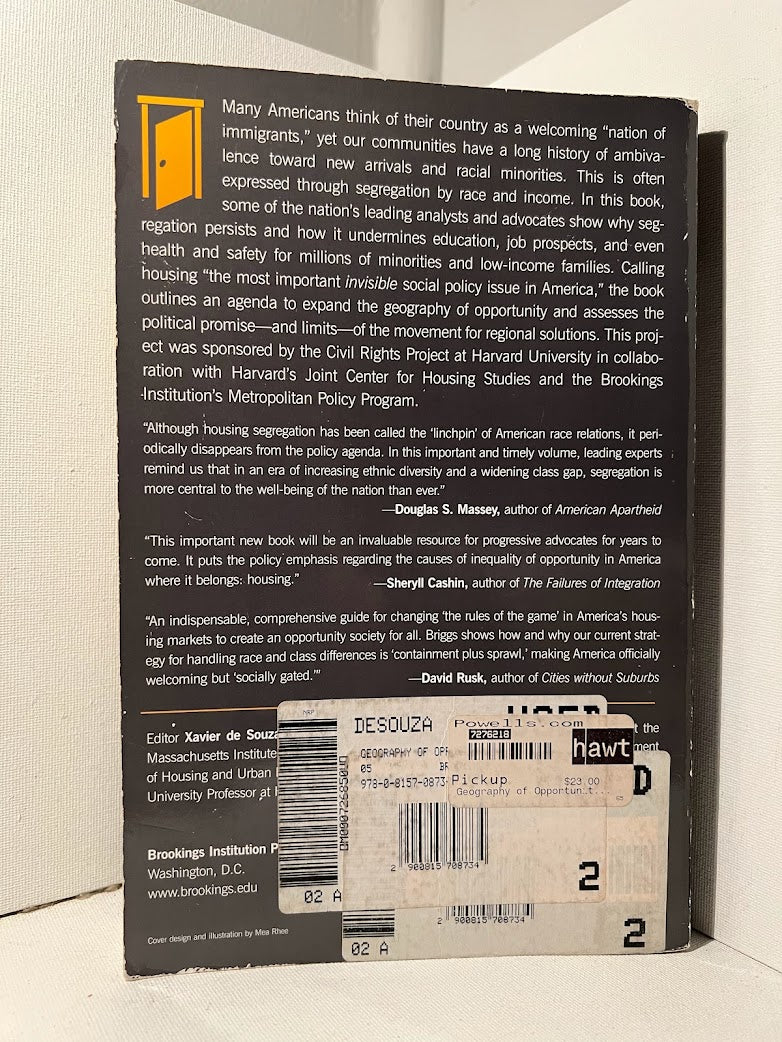 Many Americans think of their country as a welcoming “nation of
immigrants,” yet our communities have a long history of ambiva-
lence toward new arrivals and racial minorities. This is often
expressed through segregation by race and income. In this book,
some of the nation's leading analysts and advocates show why seg-
regation persists and how it undermines education, job prospects, and even
health and safety for millions of minorities and low-income families. Calling
housing “the most important invisible social policy issue in America,” the book
outlines an agenda to expand the geography of opportunity and assesses the
political promise—and limits—of the movement for regional solutions. This proj-
ect was sponsored by the Civil Rights Project at Harvard University in collabo-
ration with Harvard's Joint Center for Housing Studies and the Brookings
Institution's Metropolitan Policy Program.
“Although housing segregation has been called the ‘linchpin’ of American race relations, it peri-
odically disappears from the policy agenda. In this important and timely volume, leading experts
remind us that in an era of increasing ethnic diversity and a widening class gap, segregation is
more central to the well-being of the nation than ever.”
—Douglas S. Massey, author of American Apartheid
“This important new book will be an invaluable resource for progressive advocates for years to
come. It puts the policy emphasis regarding the causes of inequality of opportunity in America
where it belongs: housing.” —Sheryll Cashin, author of The Failures of Integration
“An indispensable, comprehensive guide for changing ‘the rules of the game’ in America's hous-
ing markets to create an opportunity society for all. Briggs shows how and why our current strat-
egy for handling race and class differences is ‘containment plus sprawl,’ making America officially
welcoming but ‘socially gated.’” —David Rusk, author of Cities without Suburbs
Editor Xavier de Souza
Massachusetts Institute
of Housing and Urban
University Professor at
the
ment
Brookings Institution P
Washington, D.C.
www.brookings.edu
Cover design and illustration by Mea Rhee
NRP
DESOUZA
GEOGRAPHY OF OPP
05 BR
978-0-8157-0873
2 900815 708734
2
02 A
Powells.com
7276218
hawt
Pickup $23.00
Geography of Opportunit...
D
2 900815 708734
2
02 A